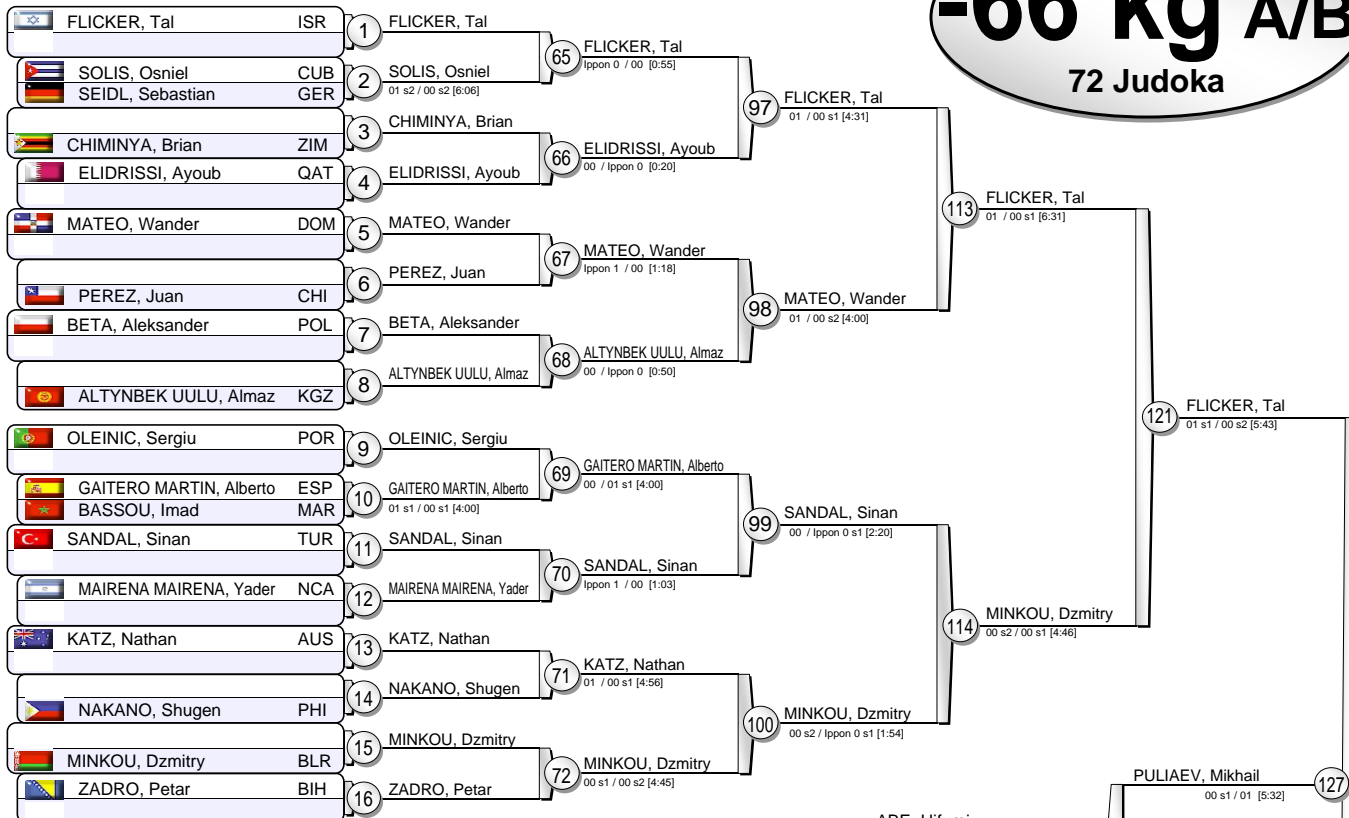 -66 kg A/B
72 Judoka
FLICKER, Tal ISR
SOLIS, Osniel CUB
SEIDL, Sebastian GER
CHIMINYA, Brian ZIM
ELIDRISSI, Ayoub QAT
MATEO, Wander DOM
PEREZ, Juan CHI
BETA, Aleksander POL
ALTYNBEK UULU, Almaz KGZ
OLEINIC, Sergiu POR
GAITERO MARTIN, Alberto ESP
BASSOU, Imad MAR
SANDAL, Sinan TUR
MAIRENA MAIRENA, Yader NCA
KATZ, Nathan AUS
NAKANO, Shugen PHI
MINKOU, Dzmitry BLR
ZADRO, Petar BIH
1 FLICKER, Tal
2 SOLIS, Osniel
01 s2 / 00 s2 [6:06]
3 CHIMINYA, Brian
4 ELIDRISSI, Ayoub
5 MATEO, Wander
6 PEREZ, Juan
7 BETA, Aleksander
8 ALTYNBEK UULU, Almaz
9 OLEINIC, Sergiu
10 GAITERO MARTIN, Alberto
01 s1 / 00 s1 [4:00]
11 SANDAL, Sinan
12 MAIRENA MAIRENA, Yader
13 KATZ, Nathan
14 NAKANO, Shugen
15 MINKOU, Dzmitry
16 ZADRO, Petar
65 FLICKER, Tal
Ippon 0 / 00 [0:55]
66 ELIDRISSI, Ayoub
00 / Ippon 0 [0:20]
67 MATEO, Wander
Ippon 1 / 00 [1:18]
68 ALTYNBEK UULU, Almaz
00 / Ippon 0 [0:50]
69 GAITERO MARTIN, Alberto
00 / 01 s1 [4:00]
70 SANDAL, Sinan
Ippon 1 / 00 [1:03]
71 KATZ, Nathan
01 / 00 s1 [4:56]
72 MINKOU, Dzmitry
00 s1 / 00 s2 [4:45]
97 FLICKER, Tal
01 / 00 s1 [4:31]
98 MATEO, Wander
01 / 00 s2 [4:00]
99 SANDAL, Sinan
00 / Ippon 0 s1 [2:20]
100 MINKOU, Dzmitry
00 s2 / Ippon 0 s1 [1:54]
113 FLICKER, Tal
01 / 00 s1 [6:31]
114 MINKOU, Dzmitry
00 s2 / 00 s1 [4:46]
121 FLICKER, Tal
01 s1 / 00 s2 [5:43]
PULIAEV, Mikhail 127
00 s1 / 01 [5:32]